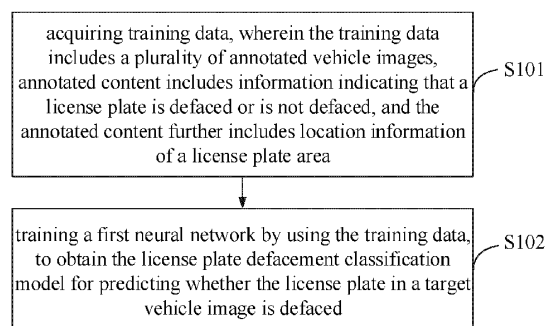 acquiring training data, wherein the training data
includes a plurality of annotated vehicle images,
annotated content includes information indicating that a
license plate is defaced or is not defaced, and the
annotated content further includes location information
of a license plate area
S101
training a first neural network by using the training data,
to obtain the license plate defacement classification
model for predicting whether the license plate in a target
vehicle image is defaced
S102